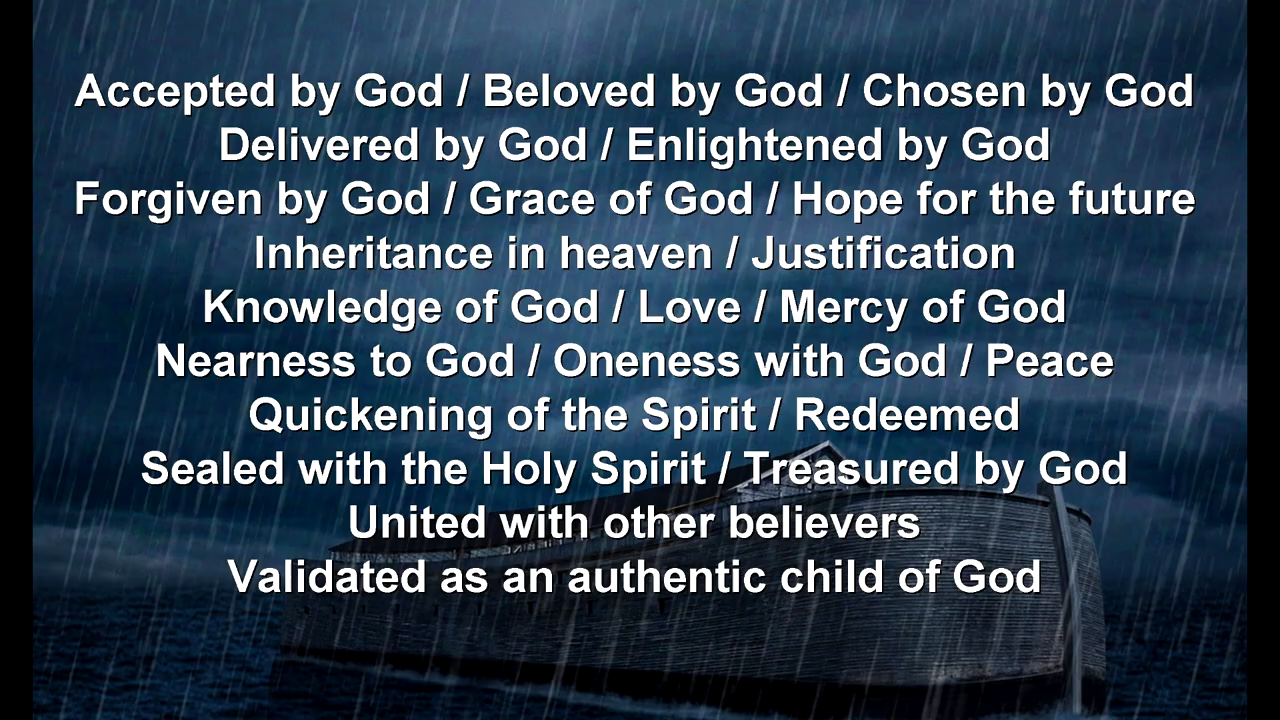 Accepted by God / Beloved by God / Chosen by God
Delivered by God / Enlightened by God
Forgiven by God / Grace of God / Hope for the future
Inheritance in heaven / Justification
Knowledge of God / Love / Mercy of God
Nearness to God / Oneness with God / Peace
Quickening of the Spirit / Redeemed
Sealed with the Holy Spirit / Treasured by God
United with other believers
Validated as an authentic child of God